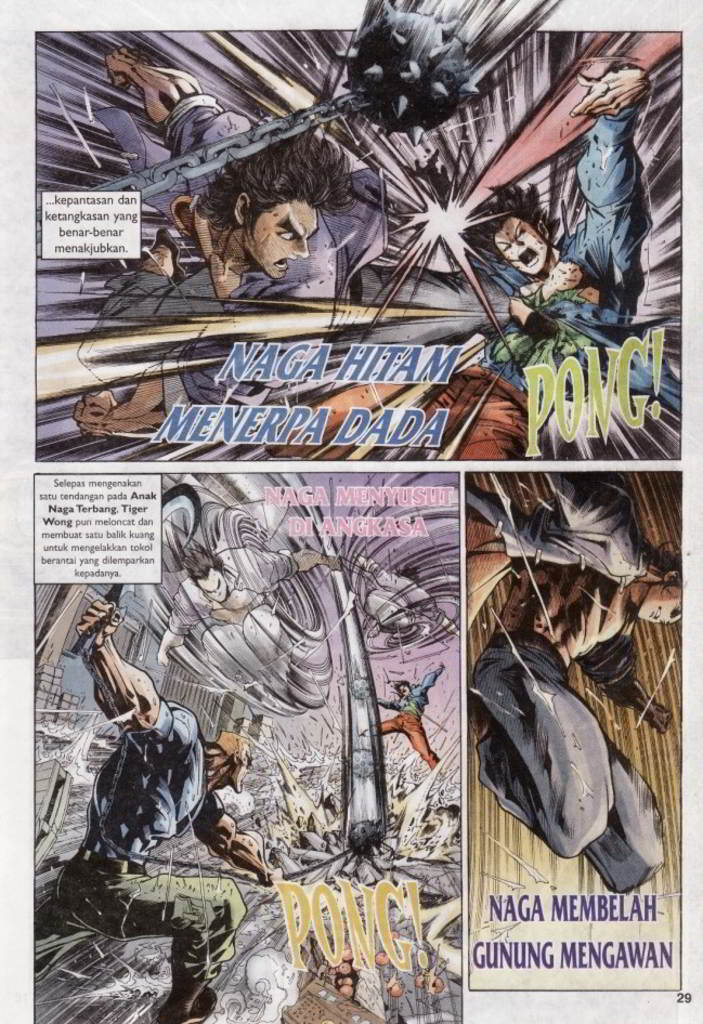 ...kepantasan dan
ketangkasan yang
benar-benar
menakjubkan.
NAGA HITAM
MENERPA DADA
PONG!
Selepas mengenakan
satu tendangan pada Anak
Naga Terbang, Tiger
Wong pun meloncat dan
membuat satu balik kuang
untuk mengelakkan tokol
berantai yang dilemparkan
kepadanya.
NAGA MENYUSUT
DI ANGKASA
PONG!
NAGA MEMBELAH
GUNUNG MENGAWAN
29